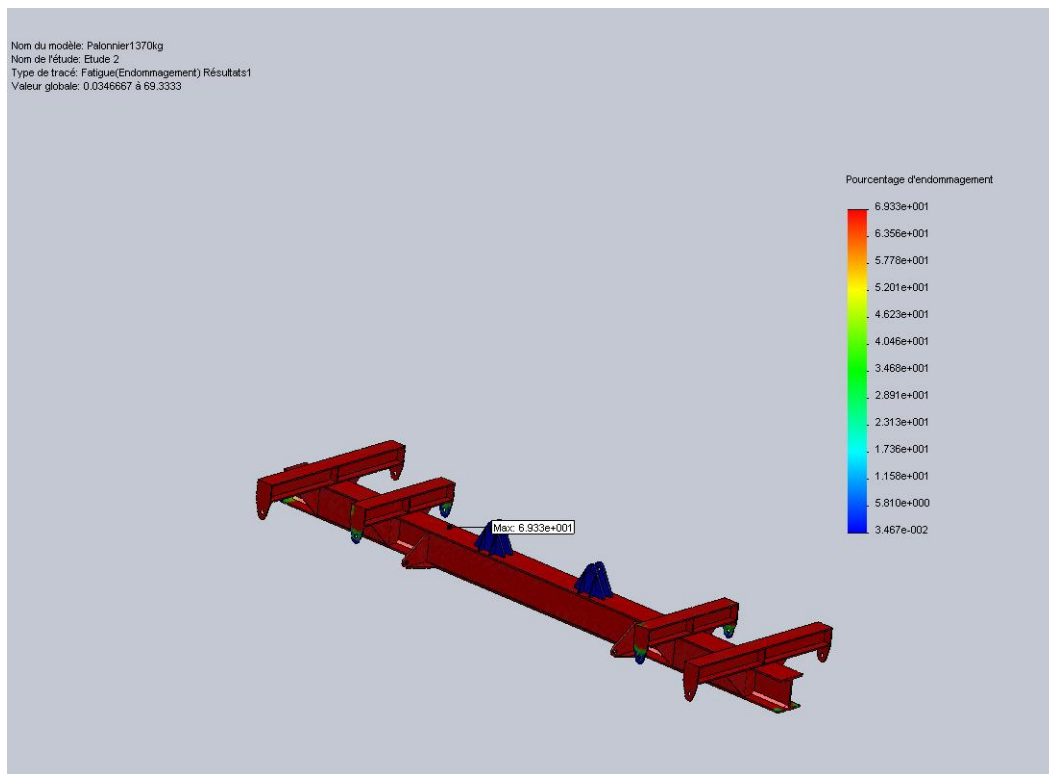 Nom du modèle: Palonnier1370kg
Nom de l'étude: Etude 2
Type de tracé: Fatigue(Endommagement) Résultats1
Valeur globale: 0.0346667 à 69.3333
Pourcentage d'endommagement
6.933e+001
6.356e+001
5.778e+001
5.201e+001
4.623e+001
4.046e+001
3.468e+001
2.891e+001
2.313e+001
1.736e+001
1.158e+001
5.810e+000
3.467e-002
Max: 6.933e+001